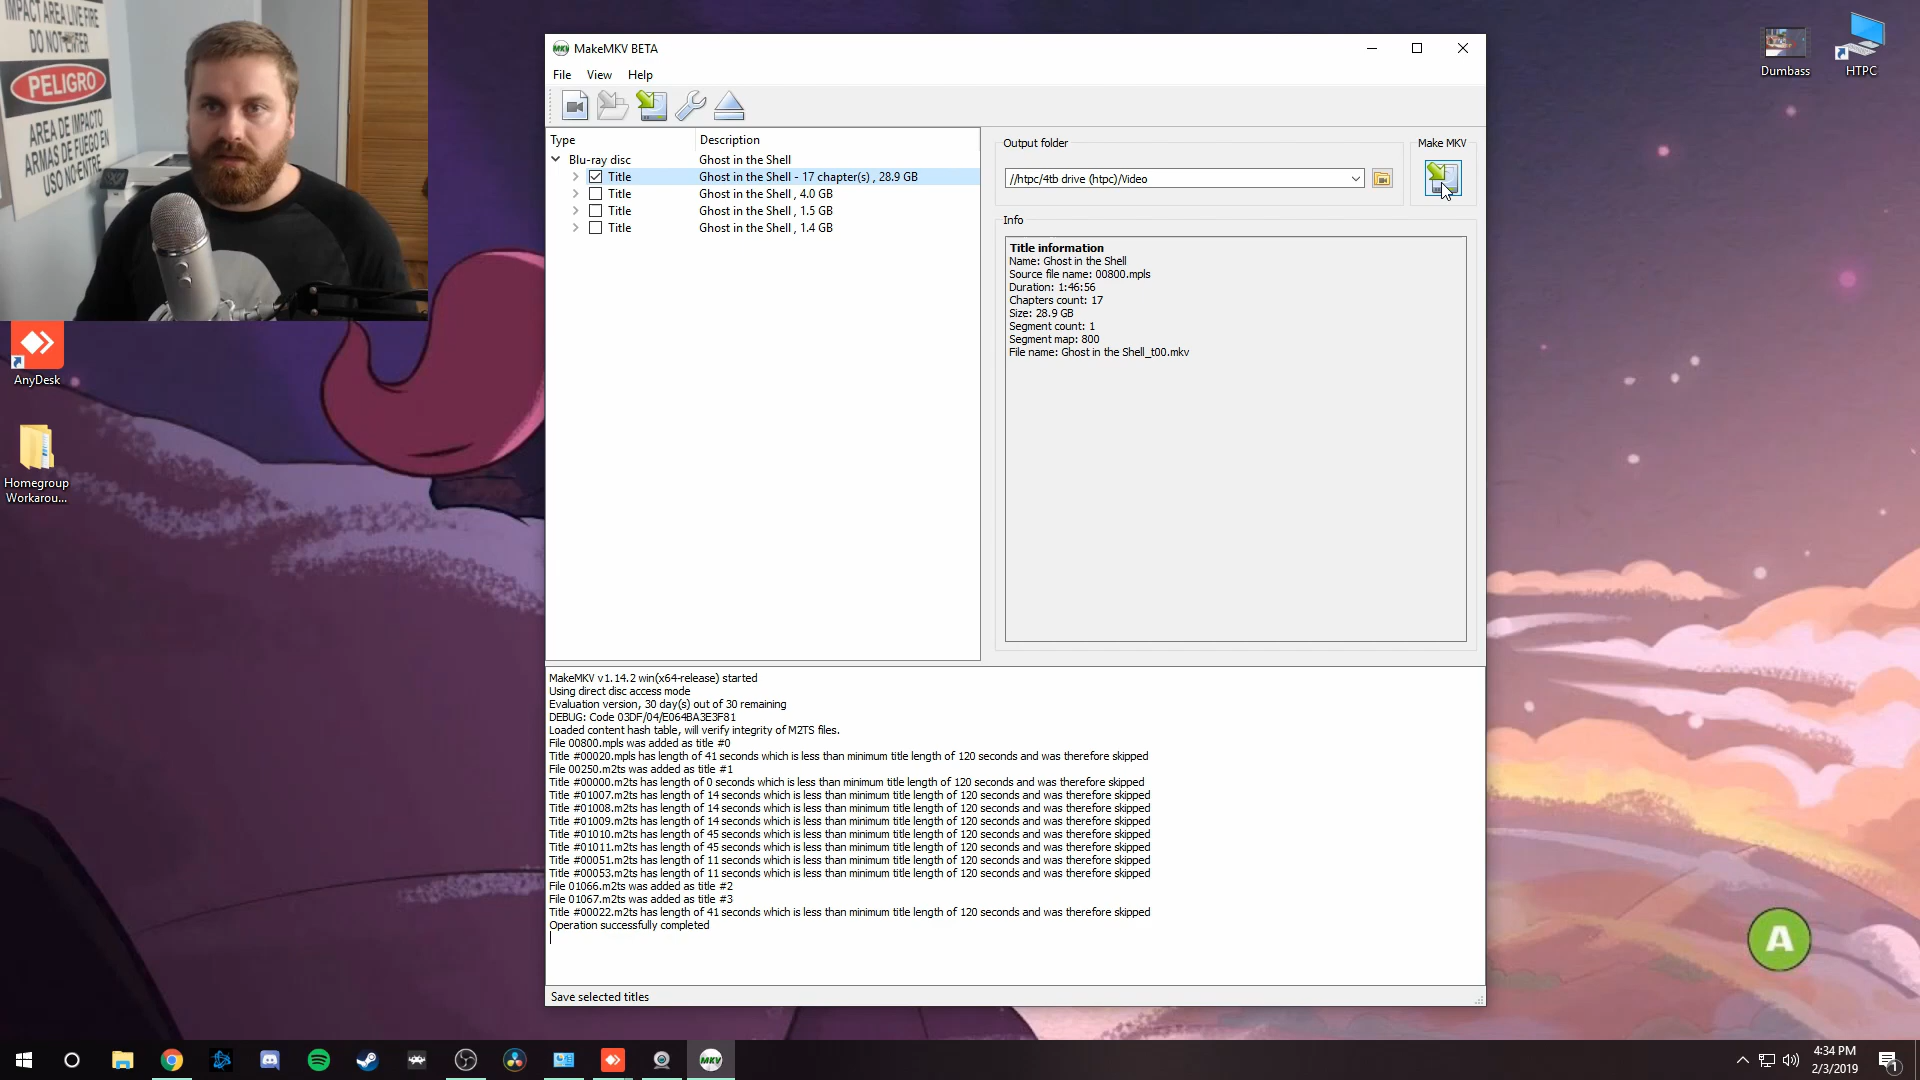 IMPACT AREA LIVE FIRE
DO NOT ENTER
PELIGRO
AREA DE IMPACTO
ARMAS DE FUEGO EN
USO NO ENTRE
AnyDesk
Homegroup
Workarou...
Dumbass
HTPC
MKV
MakeMKV BETA
File
View
Help
Type
Description
Blu-ray disc
Ghost in the Shell
Title
Ghost in the Shell - 17 chapter(s) , 28.9 GB
Title
Ghost in the Shell , 4.0 GB
Title
Ghost in the Shell , 1.5 GB
Title
Ghost in the Shell , 1.4 GB
Output folder
//htpc/4tb drive (htpc)/Video
Make MKV
Info
Title information
Name: Ghost in the Shell
Source file name: 00800.mpls
Duration: 1:46:56
Chapters count: 17
Size: 28.9 GB
Segment count: 1
Segment map: 800
File name: Ghost in the Shell_t00.mkv
MakeMKV v1.14.2 win(x64-release) started
Using direct disc access mode
Evaluation version, 30 day(s) out of 30 remaining
DEBUG: Code 03DF/04/E064BA3E3F81
Loaded content hash table, will verify integrity of M2TS files.
File 00800.mpls was added as title #0
Title #00020.mpls has length of 41 seconds which is less than minimum title length of 120 seconds and was therefore skipped
File 00250.m2ts was added as title #1
Title #00000.m2ts has length of 0 seconds which is less than minimum title length of 120 seconds and was therefore skipped
Title #01007.m2ts has length of 14 seconds which is less than minimum title length of 120 seconds and was therefore skipped
Title #01008.m2ts has length of 14 seconds which is less than minimum title length of 120 seconds and was therefore skipped
Title #01009.m2ts has length of 14 seconds which is less than minimum title length of 120 seconds and was therefore skipped
Title #01010.m2ts has length of 45 seconds which is less than minimum title length of 120 seconds and was therefore skipped
Title #01011.m2ts has length of 45 seconds which is less than minimum title length of 120 seconds and was therefore skipped
Title #00051.m2ts has length of 11 seconds which is less than minimum title length of 120 seconds and was therefore skipped
Title #00053.m2ts has length of 11 seconds which is less than minimum title length of 120 seconds and was therefore skipped
File 01066.m2ts was added as title #2
File 01067.m2ts was added as title #3
Title #00022.m2ts has length of 41 seconds which is less than minimum title length of 120 seconds and was therefore skipped
Operation successfully completed
Save selected titles
A
MKV
4:34 PM
2/3/2019
1